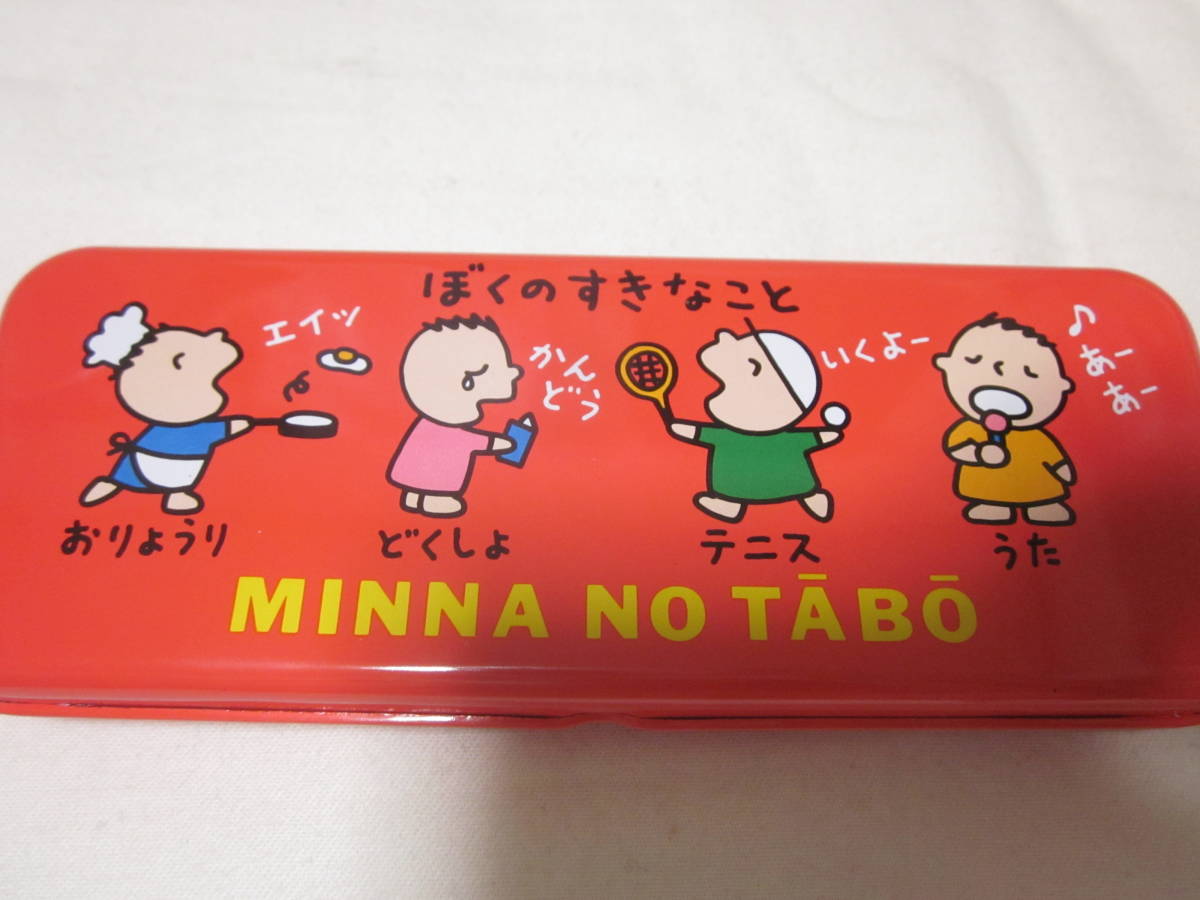 ぼくのすきなこと
エイッ
おりょうり
かん
どう
どくしょ
いくよー
テニス
♪
あー
あー
うた
MINNA NO TĀBŌ